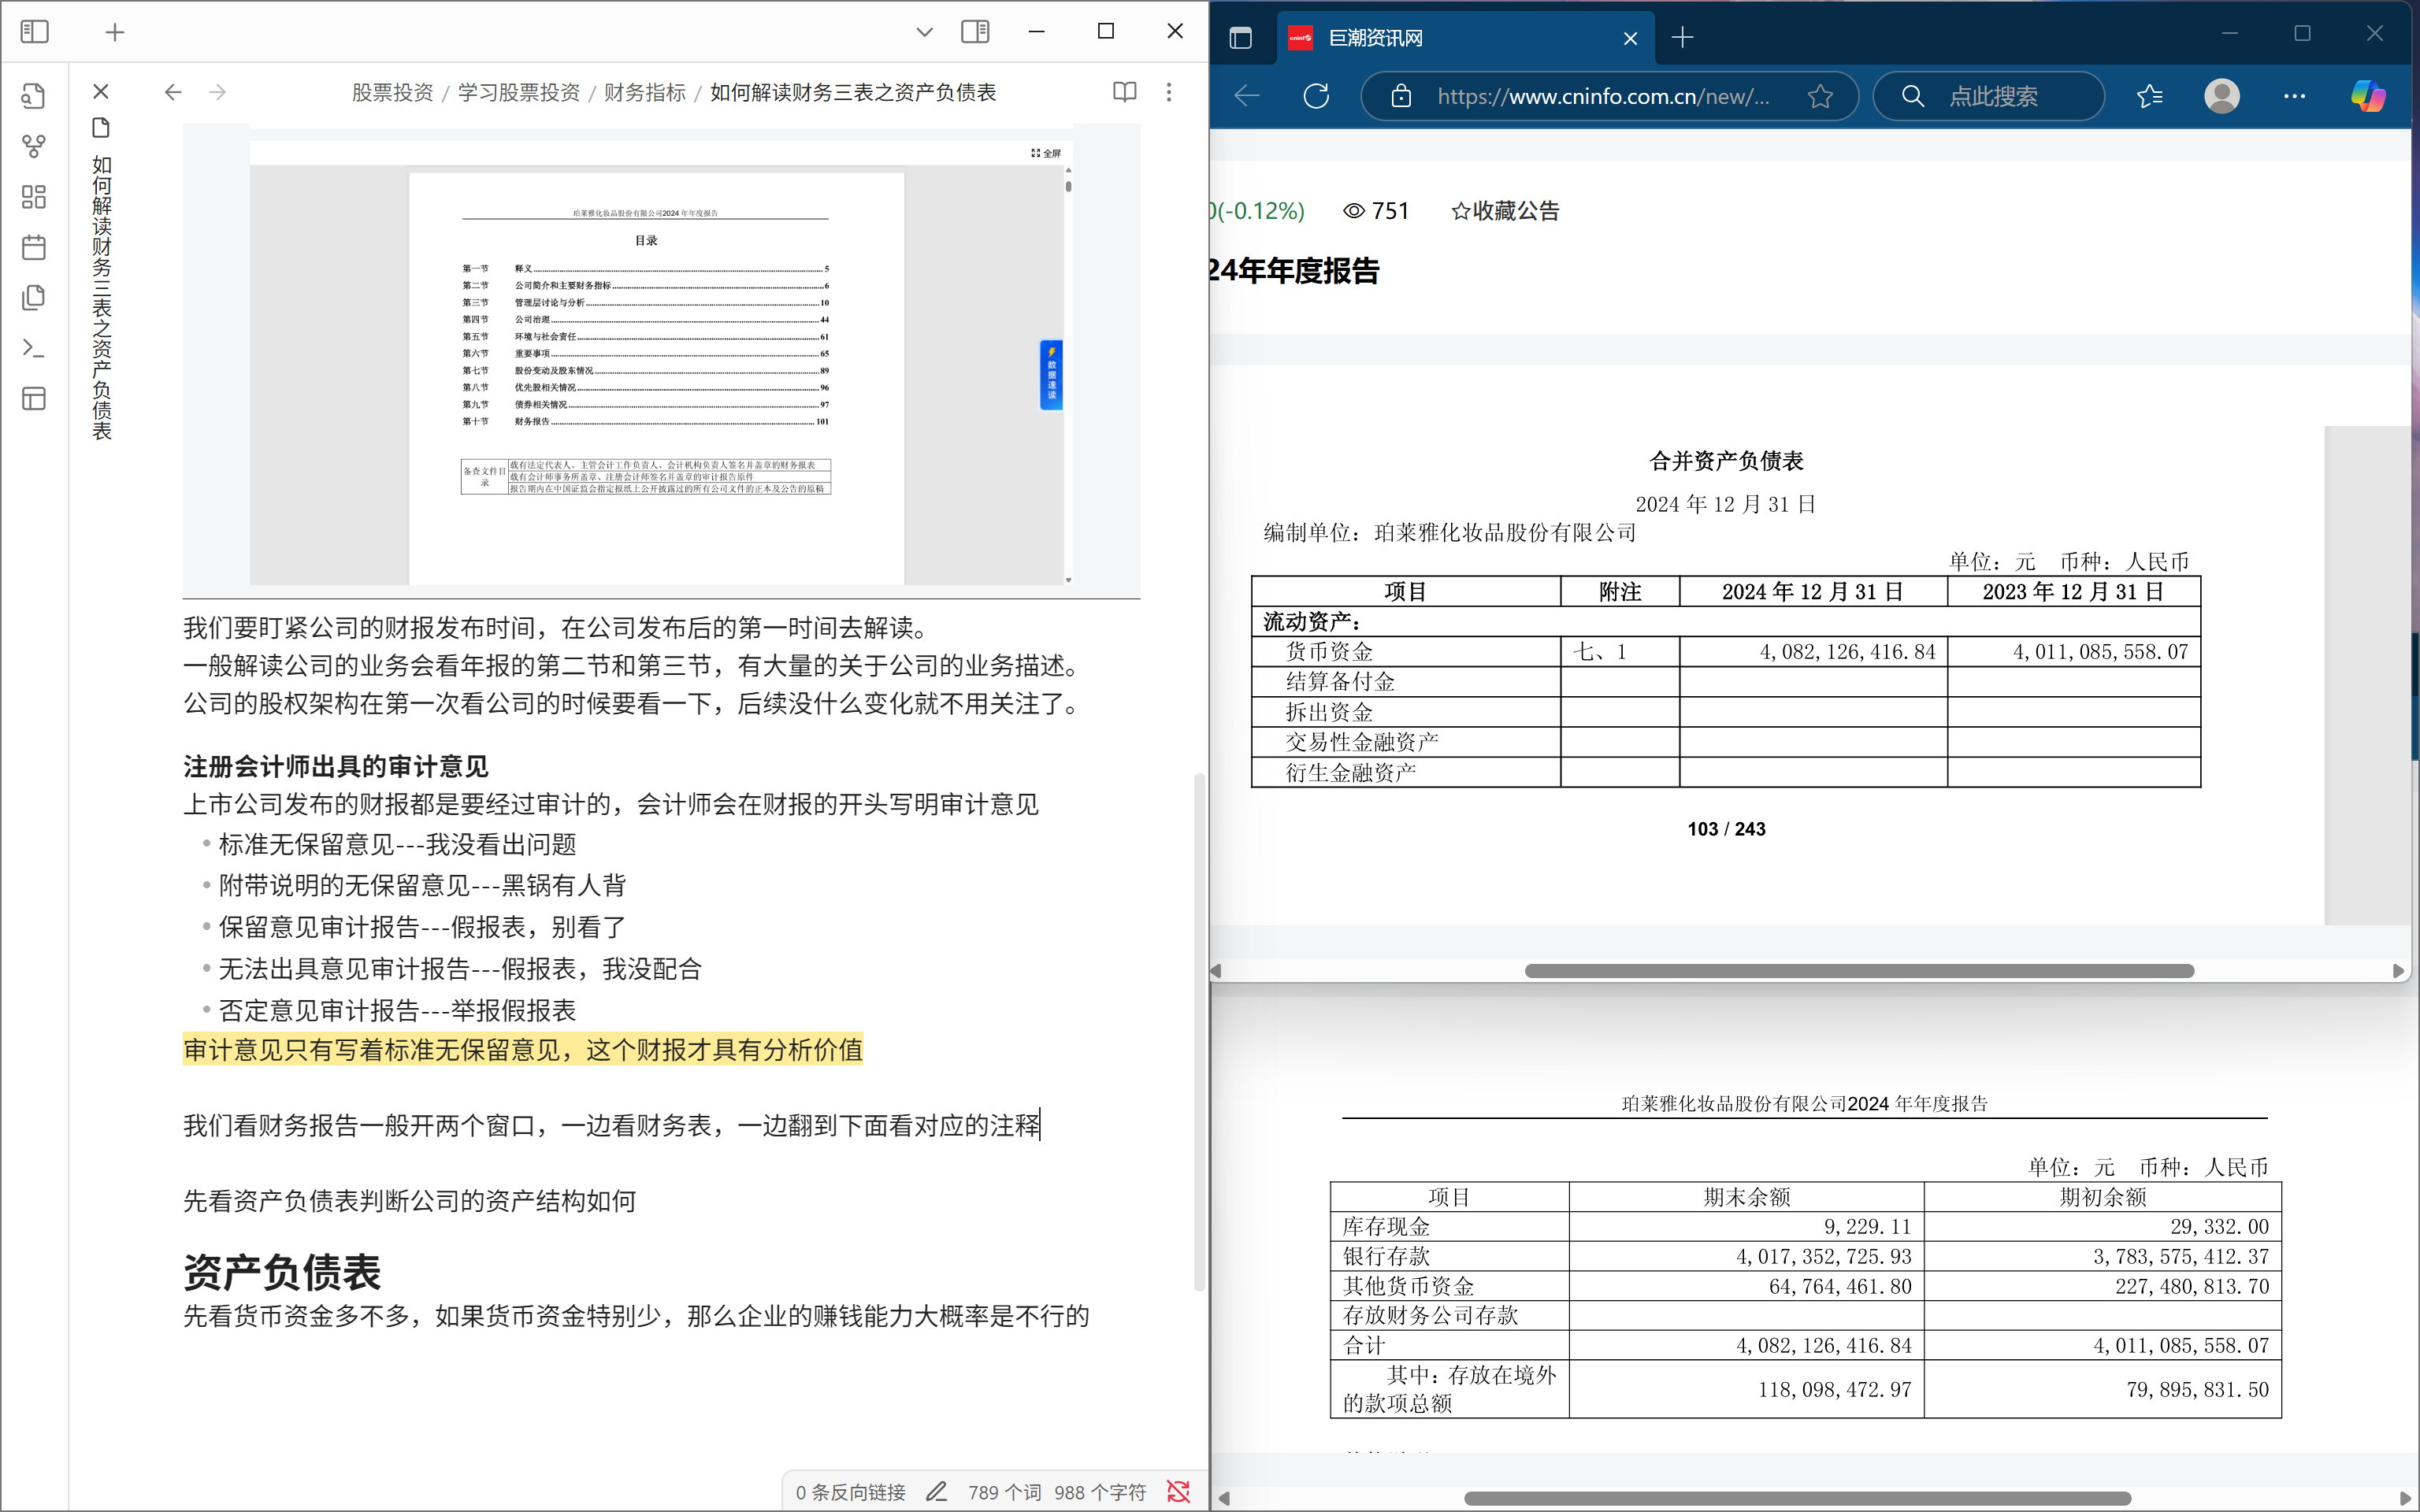 股票投资 / 学习股票投资 / 财务指标 / 如何解读财务三表之资产负债表
如何解读财务三表之资产负债表
全屏
珀莱雅化妆品股份有限公司2024 年年度报告
目录
第一节 释义 5
第二节 公司简介和主要财务指标 6
第三节 管理层讨论与分析 10
第四节 公司治理 44
第五节 环境与社会责任 61
第六节 重要事项 65
第七节 股份变动及股东情况 89
第八节 优先股相关情况 96
第九节 债券相关情况 97
第十节 财务报告 101
备查文件目录
载有法定代表人、主管会计工作负责人、会计机构负责人签名并盖章的财务报表
载有会计师事务所盖章、注册会计师签名并盖章的审计报告原件
报告期内在中国证监会指定报纸上公开披露过的所有公司文件的正本及公告的原稿
数据速读
我们要盯紧公司的财报发布时间，在公司发布后的第一时间去解读。
一般解读公司的业务会看年报的第二节和第三节，有大量的关于公司的业务描述。
公司的股权架构在第一次看公司的时候要看一下，后续没什么变化就不用关注了。
注册会计师出具的审计意见
上市公司发布的财报都是要经过审计的，会计师会在财报的开头写明审计意见
• 标准无保留意见---我没看出问题
• 附带说明的无保留意见---黑锅有人背
• 保留意见审计报告---假报表，别看了
• 无法出具意见审计报告---假报表，我没配合
• 否定意见审计报告---举报假报表
审计意见只有写着标准无保留意见，这个财报才具有分析价值
我们看财务报告一般开两个窗口，一边看财务表，一边翻到下面看对应的注释
先看资产负债表判断公司的资产结构如何
资产负债表
先看货币资金多不多，如果货币资金特别少，那么企业的赚钱能力大概率是不行的
0 条反向链接 789 个词 988 个字符
cninf
巨潮资讯网
https://www.cninfo.com.cn/new/...
点此搜索
0(-0.12%) 751 ☆收藏公告
24年年度报告
合并资产负债表
2024 年 12 月 31 日
编制单位：珀莱雅化妆品股份有限公司
单位：元 币种：人民币
项目 附注 2024 年 12 月 31 日 2023 年 12 月 31 日
流动资产：
货币资金 七、1 4,082,126,416.84 4,011,085,558.07
结算备付金
拆出资金
交易性金融资产
衍生金融资产
103 / 243
珀莱雅化妆品股份有限公司2024 年年度报告
单位：元 币种：人民币
项目 期末余额 期初余额
库存现金 9,229.11 29,332.00
银行存款 4,017,352,725.93 3,783,575,412.37
其他货币资金 64,764,461.80 227,480,813.70
存放财务公司存款
合计 4,082,126,416.84 4,011,085,558.07
其中：存放在境外的款项总额 118,098,472.97 79,895,831.50